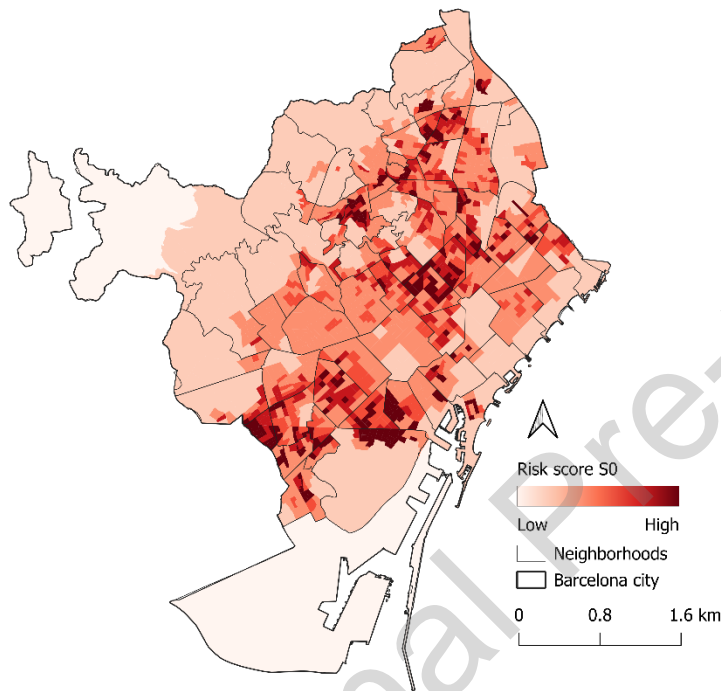 Risk score S0
Low High
Neighborhoods
Barcelona city
0 0.8 1.6 km